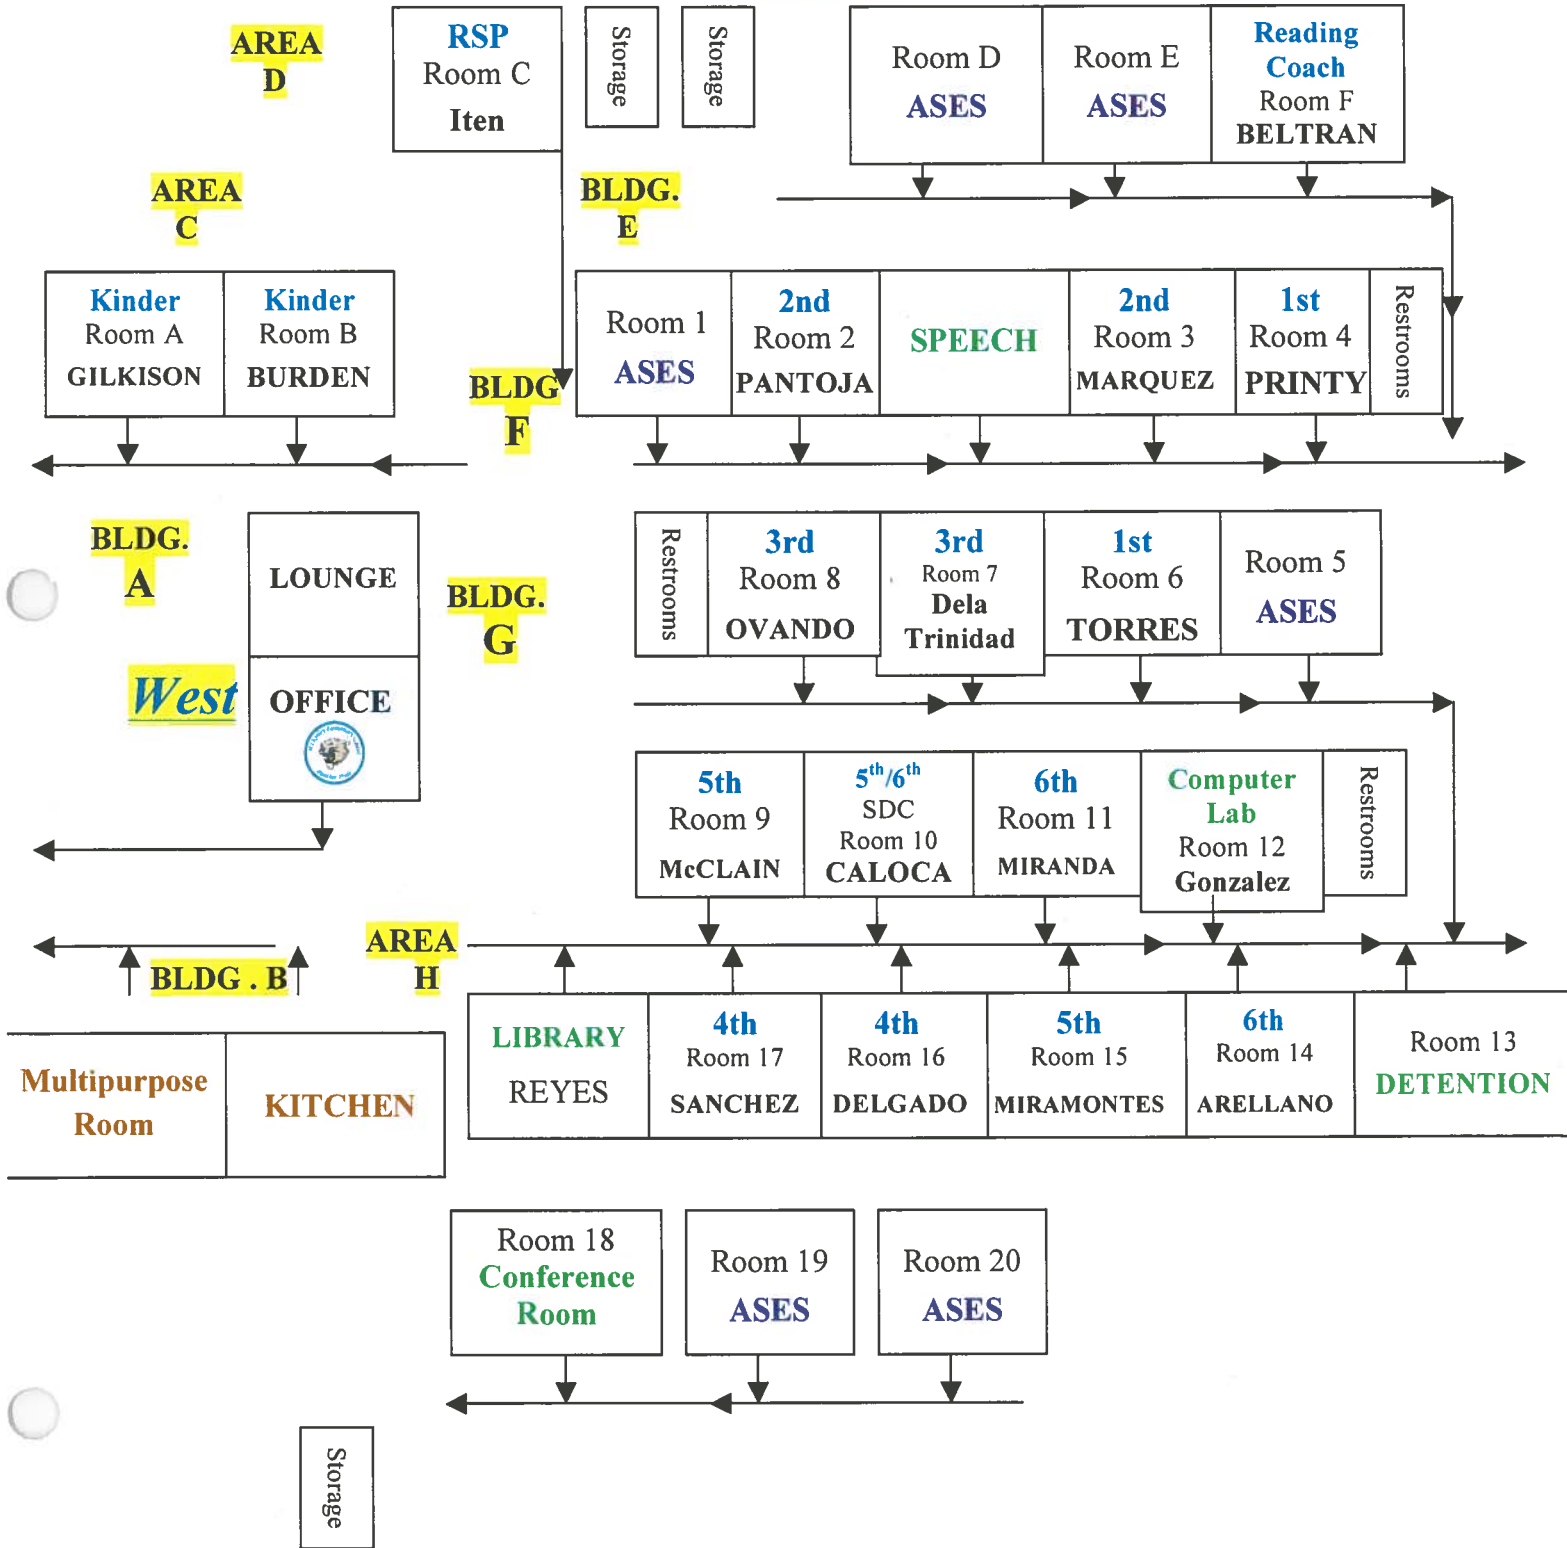 AREA
D
RSP
Room C
Iten
Storage
Storage
Room D
ASES
Room E
ASES
Reading
Coach
Room F
BELTRAN
AREA
C
BLDG.
E
Kinder
Room A
GILKISON
Kinder
Room B
BURDEN
BLDG
F
Room 1
ASES
2nd
Room 2
PANTOJA
SPEECH
2nd
Room 3
MARQUEZ
1st
Room 4
PRINTY
Restrooms
BLDG.
A
LOUNGE
West
OFFICE
BLDG.
G
Restrooms
3rd
Room 8
OVANDO
3rd
Room 7
Dela
Trinidad
1st
Room 6
TORRES
Room 5
ASES
5th
Room 9
McCLAIN
5th/6th
SDC
Room 10
CALOCA
6th
Room 11
MIRANDA
Computer
Lab
Room 12
Gonzalez
Restrooms
BLDG . B
AREA
H
Multipurpose
Room
KITCHEN
LIBRARY
REYES
4th
Room 17
SANCHEZ
4th
Room 16
DELGADO
5th
Room 15
MIRAMONTES
6th
Room 14
ARELLANO
Room 13
DETENTION
Room 18
Conference
Room
Room 19
ASES
Room 20
ASES
Storage